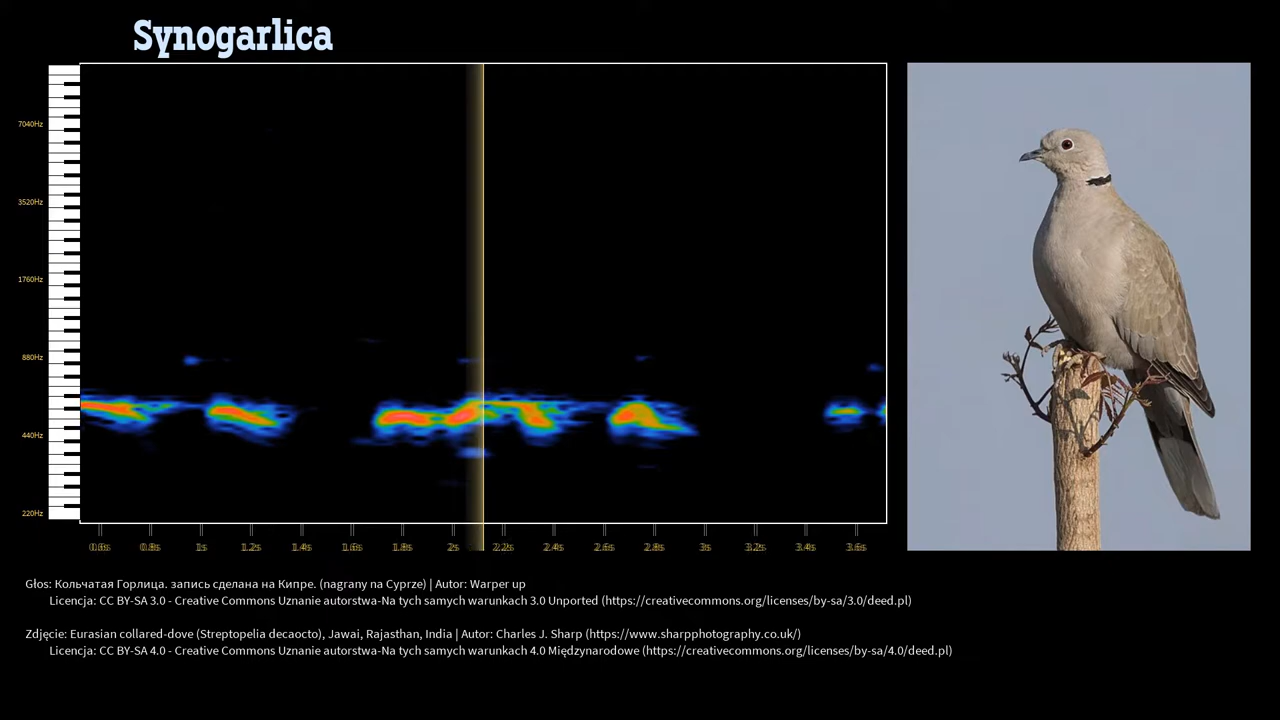 Synogarlica
7040Hz
3520Hz
1760Hz
880Hz
440Hz
220Hz
0.6s 0.8s 1s 1.2s 1.4s 1.6s 1.8s 2s 2.2s 2.4s 2.6s 2.8s 3s 3.2s 3.4s 3.6s
Głos: Кольчатая Горлица. запись сделана на Кипре. (nagrany na Cyprze) | Autor: Warper up
Licencja: CC BY-SA 3.0 - Creative Commons Uznanie autorstwa-Na tych samych warunkach 3.0 Unported (https://creativecommons.org/licenses/by-sa/3.0/deed.pl)
Zdjęcie: Eurasian collared-dove (Streptopelia decaocto), Jawai, Rajasthan, India | Autor: Charles J. Sharp (https://www.sharpphotography.co.uk/)
Licencja: CC BY-SA 4.0 - Creative Commons Uznanie autorstwa-Na tych samych warunkach 4.0 Międzynarodowe (https://creativecommons.org/licenses/by-sa/4.0/deed.pl)